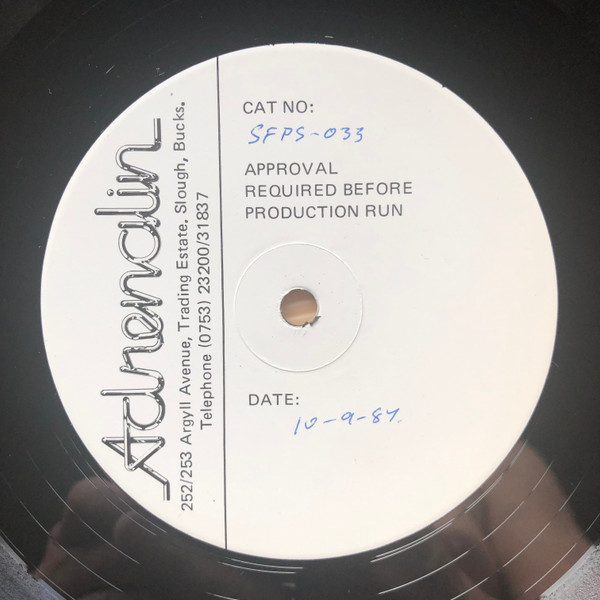 Adrenalin
252/253 Argyll Avenue, Trading Estate, Slough, Bucks.
Telephone (0753) 23200/31837
CAT NO:
SFPS-033
APPROVAL
REQUIRED BEFORE
PRODUCTION RUN
DATE:
10-9-87.